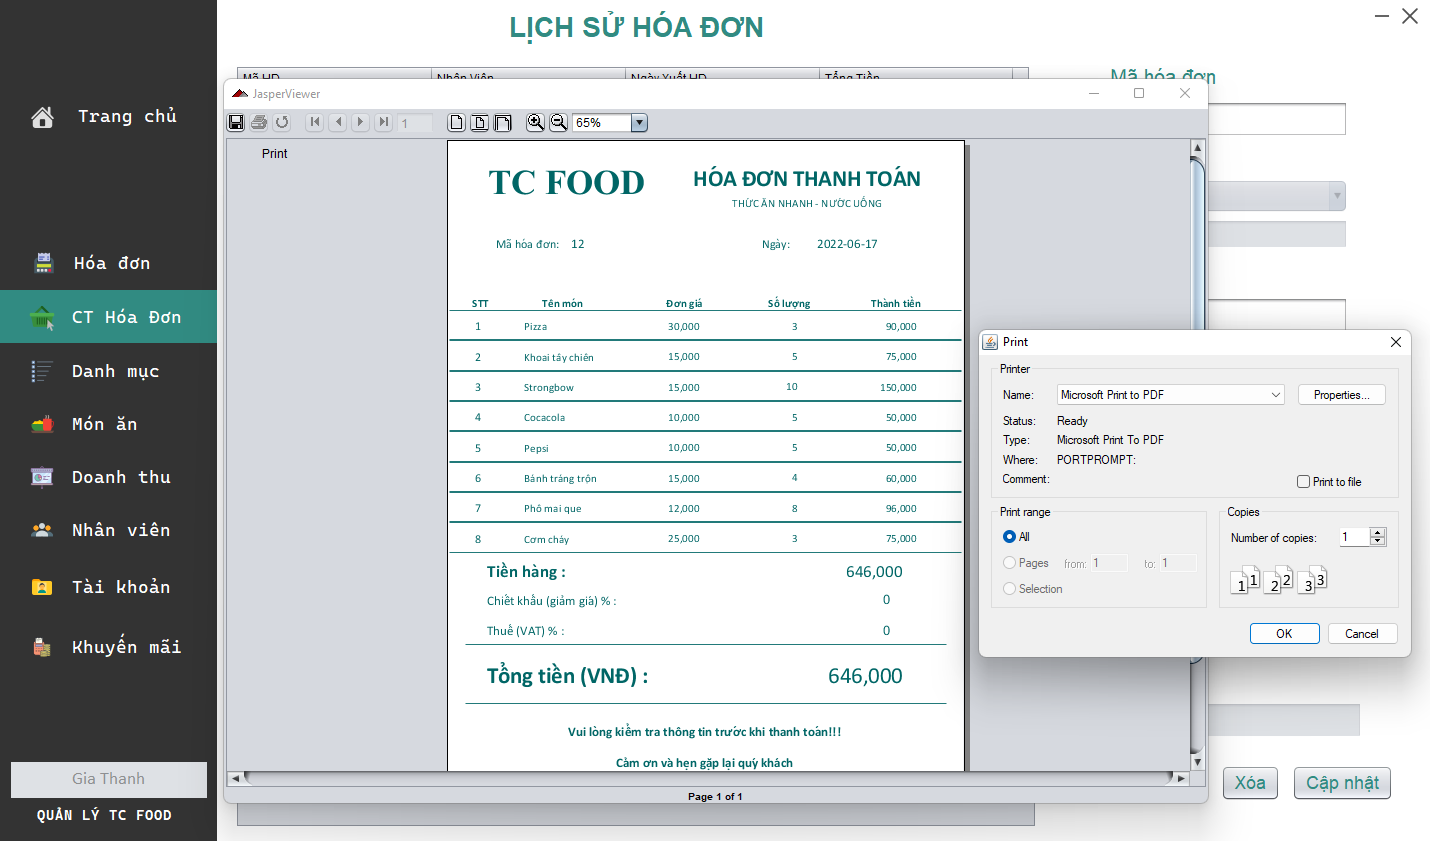 LỊCH SỬ HÓA ĐƠN
Trang chủ
Hóa đơn
CT Hóa Đơn
Danh mục
Món ăn
Doanh thu
Nhân viên
Tài khoản
Khuyến mãi
Gia Thanh
QUẢN LÝ TC FOOD
Mã HD Nhân Viên Ngày Xuất HD Tổng Tiền
Mã hóa đơn
JasperViewer
1 65%
Print
TC FOOD HÓA ĐƠN THANH TOÁN
THỨC ĂN NHANH - NƯỚC UỐNG
Mã hóa đơn: 12 Ngày: 2022-06-17
STT Tên món Đơn giá Số lượng Thành tiền
1 Pizza 30,000 3 90,000
2 Khoai tây chiên 15,000 5 75,000
3 Strongbow 15,000 10 150,000
4 Cocacola 10,000 5 50,000
5 Pepsi 10,000 5 50,000
6 Bánh tráng trộn 15,000 4 60,000
7 Phô mai que 12,000 8 96,000
8 Cơm cháy 25,000 3 75,000
Tiền hàng : 646,000
Chiết khấu (giảm giá) % : 0
Thuế (VAT) % : 0
Tổng tiền (VNĐ) : 646,000
Vui lòng kiểm tra thông tin trước khi thanh toán!!!
Cảm ơn và hẹn gặp lại quý khách
Page 1 of 1
Print
Printer
Name: Microsoft Print to PDF Properties...
Status: Ready
Type: Microsoft Print To PDF
Where: PORTPROMPT:
Comment:
Print to file
Print range
All
Pages from: 1 to: 1
Selection
Copies
Number of copies: 1
1 1 2 2 3 3
OK Cancel
Xóa Cập nhật